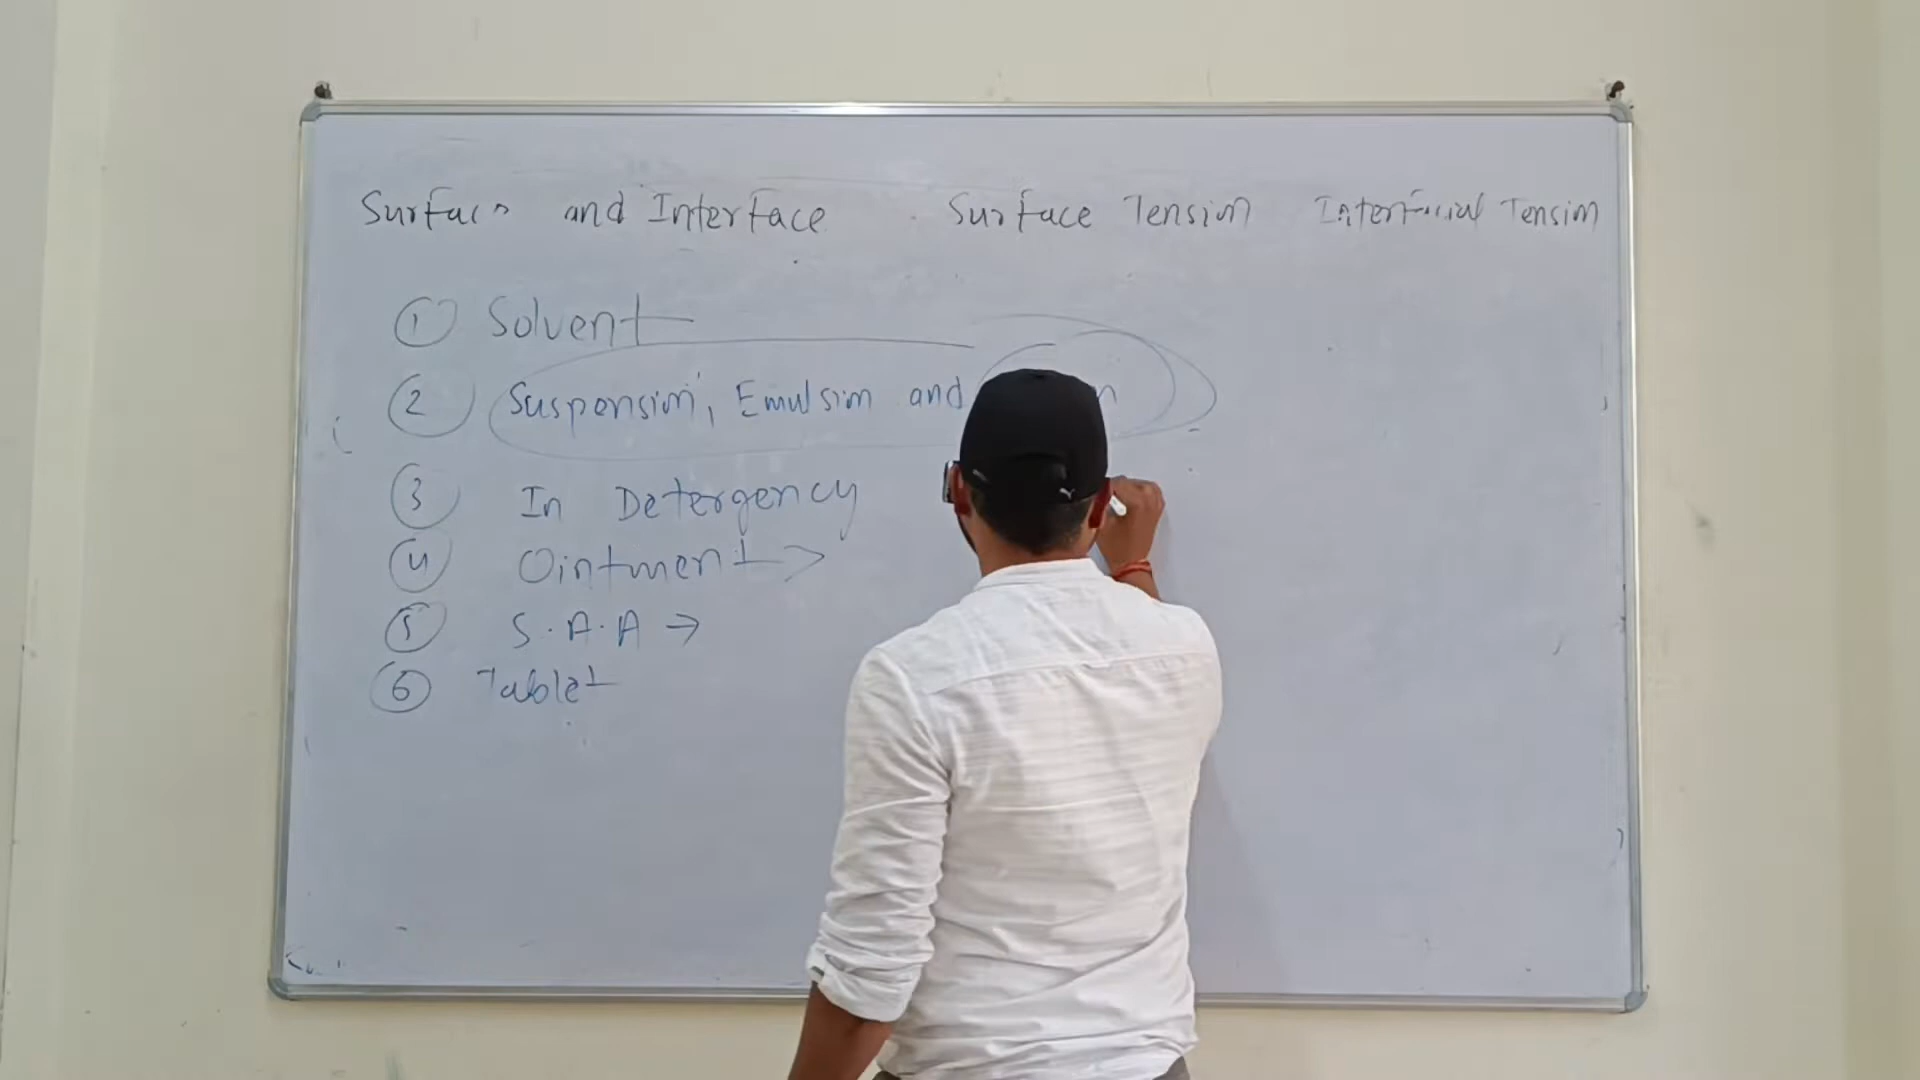 Surface and Interface Surface Tension Interfacial Tension
① Solvent
② Suspension, Emulsion and
③ In Detergency
④ Ointment >
⑤ S.A.A →
⑥ Tablet